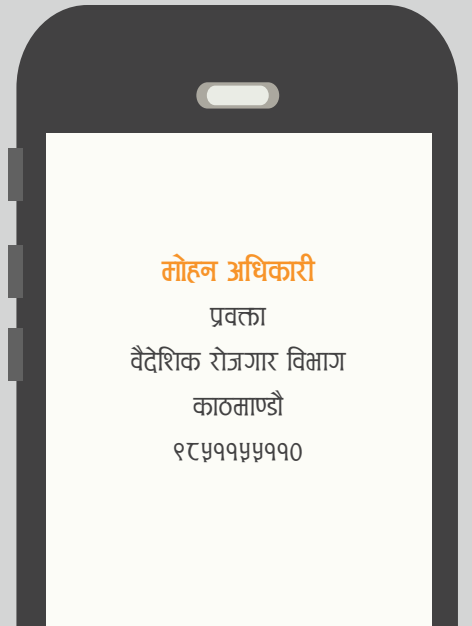 मोहन अधिकारी
प्रवक्ता
वैदेशिक रोजगार विभाग
काठमाण्डौ
९८५११५५११०